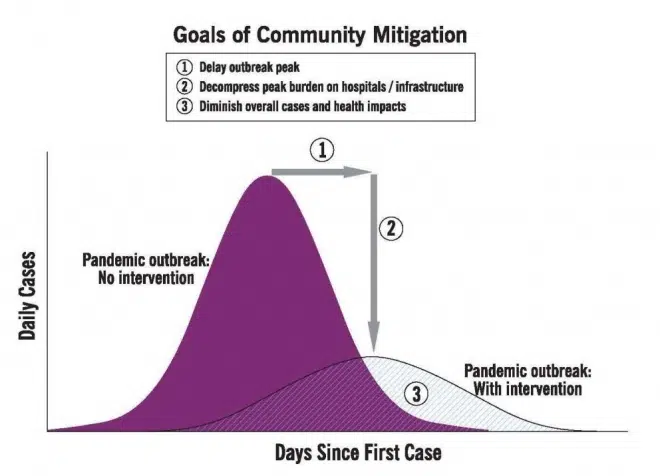 Goals of Community Mitigation
① Delay outbreak peak
② Decompress peak burden on hospitals / infrastructure
③ Diminish overall cases and health impacts
①
②
Pandemic outbreak:
No intervention
Daily Cases
Pandemic outbreak:
With intervention
③
Days Since First Case